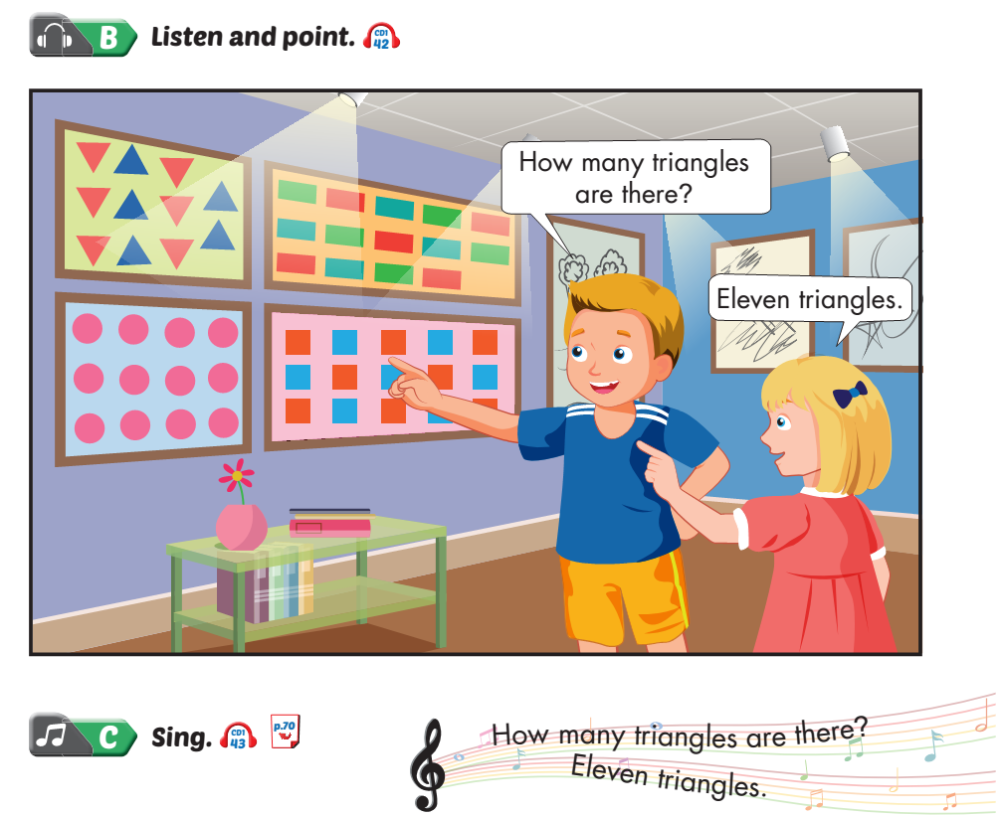 B Listen and point. CD1 42
How many triangles
are there?
Eleven triangles.
C Sing. CD1 43 p.70
How many triangles are there?
Eleven triangles.